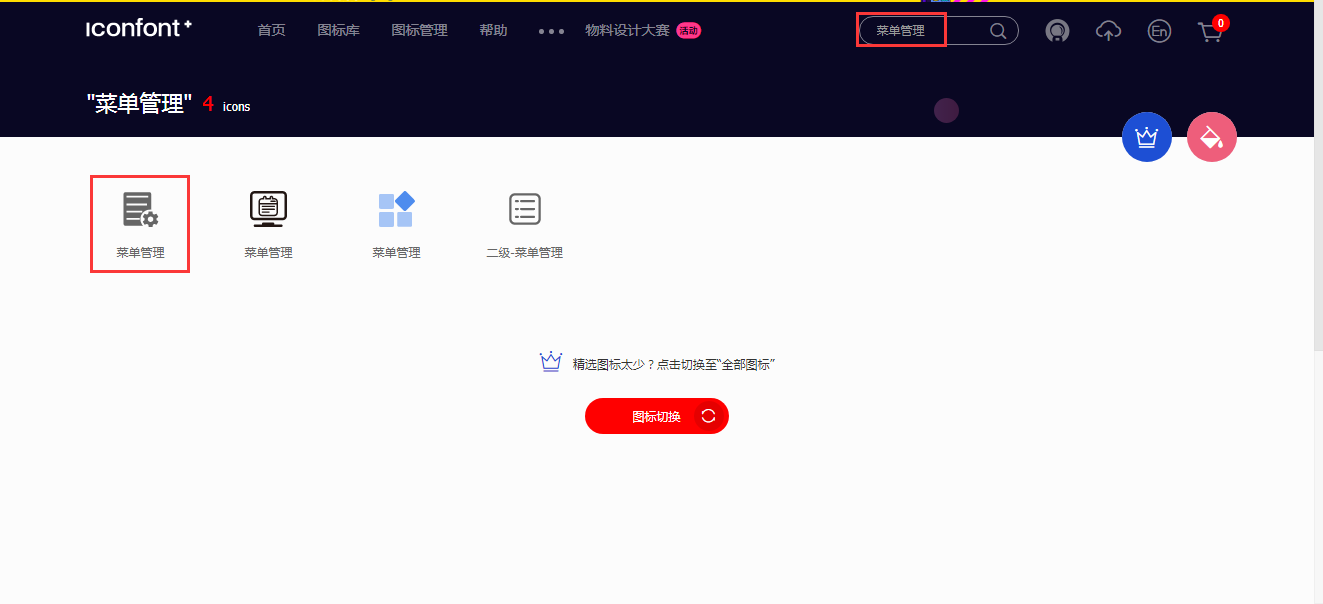 iconfont+ 首页 图标库 图标管理 帮助 ••• 物料设计大赛 活动 菜单管理 En 0
"菜单管理" 4 icons
菜单管理 菜单管理 菜单管理 二级-菜单管理
精选图标太少？点击切换至“全部图标”
图标切换